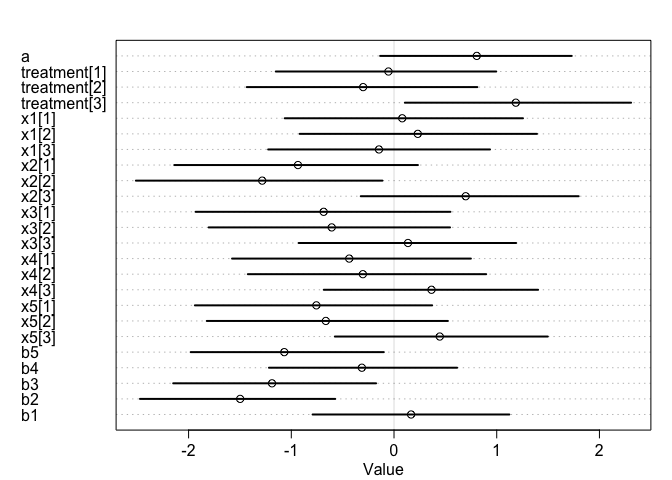 a
treatment[1]
treatment[2]
treatment[3]
x1[1]
x1[2]
x1[3]
x2[1]
x2[2]
x2[3]
x3[1]
x3[2]
x3[3]
x4[1]
x4[2]
x4[3]
x5[1]
x5[2]
x5[3]
b5
b4
b3
b2
b1
-2 -1 0 1 2
Value